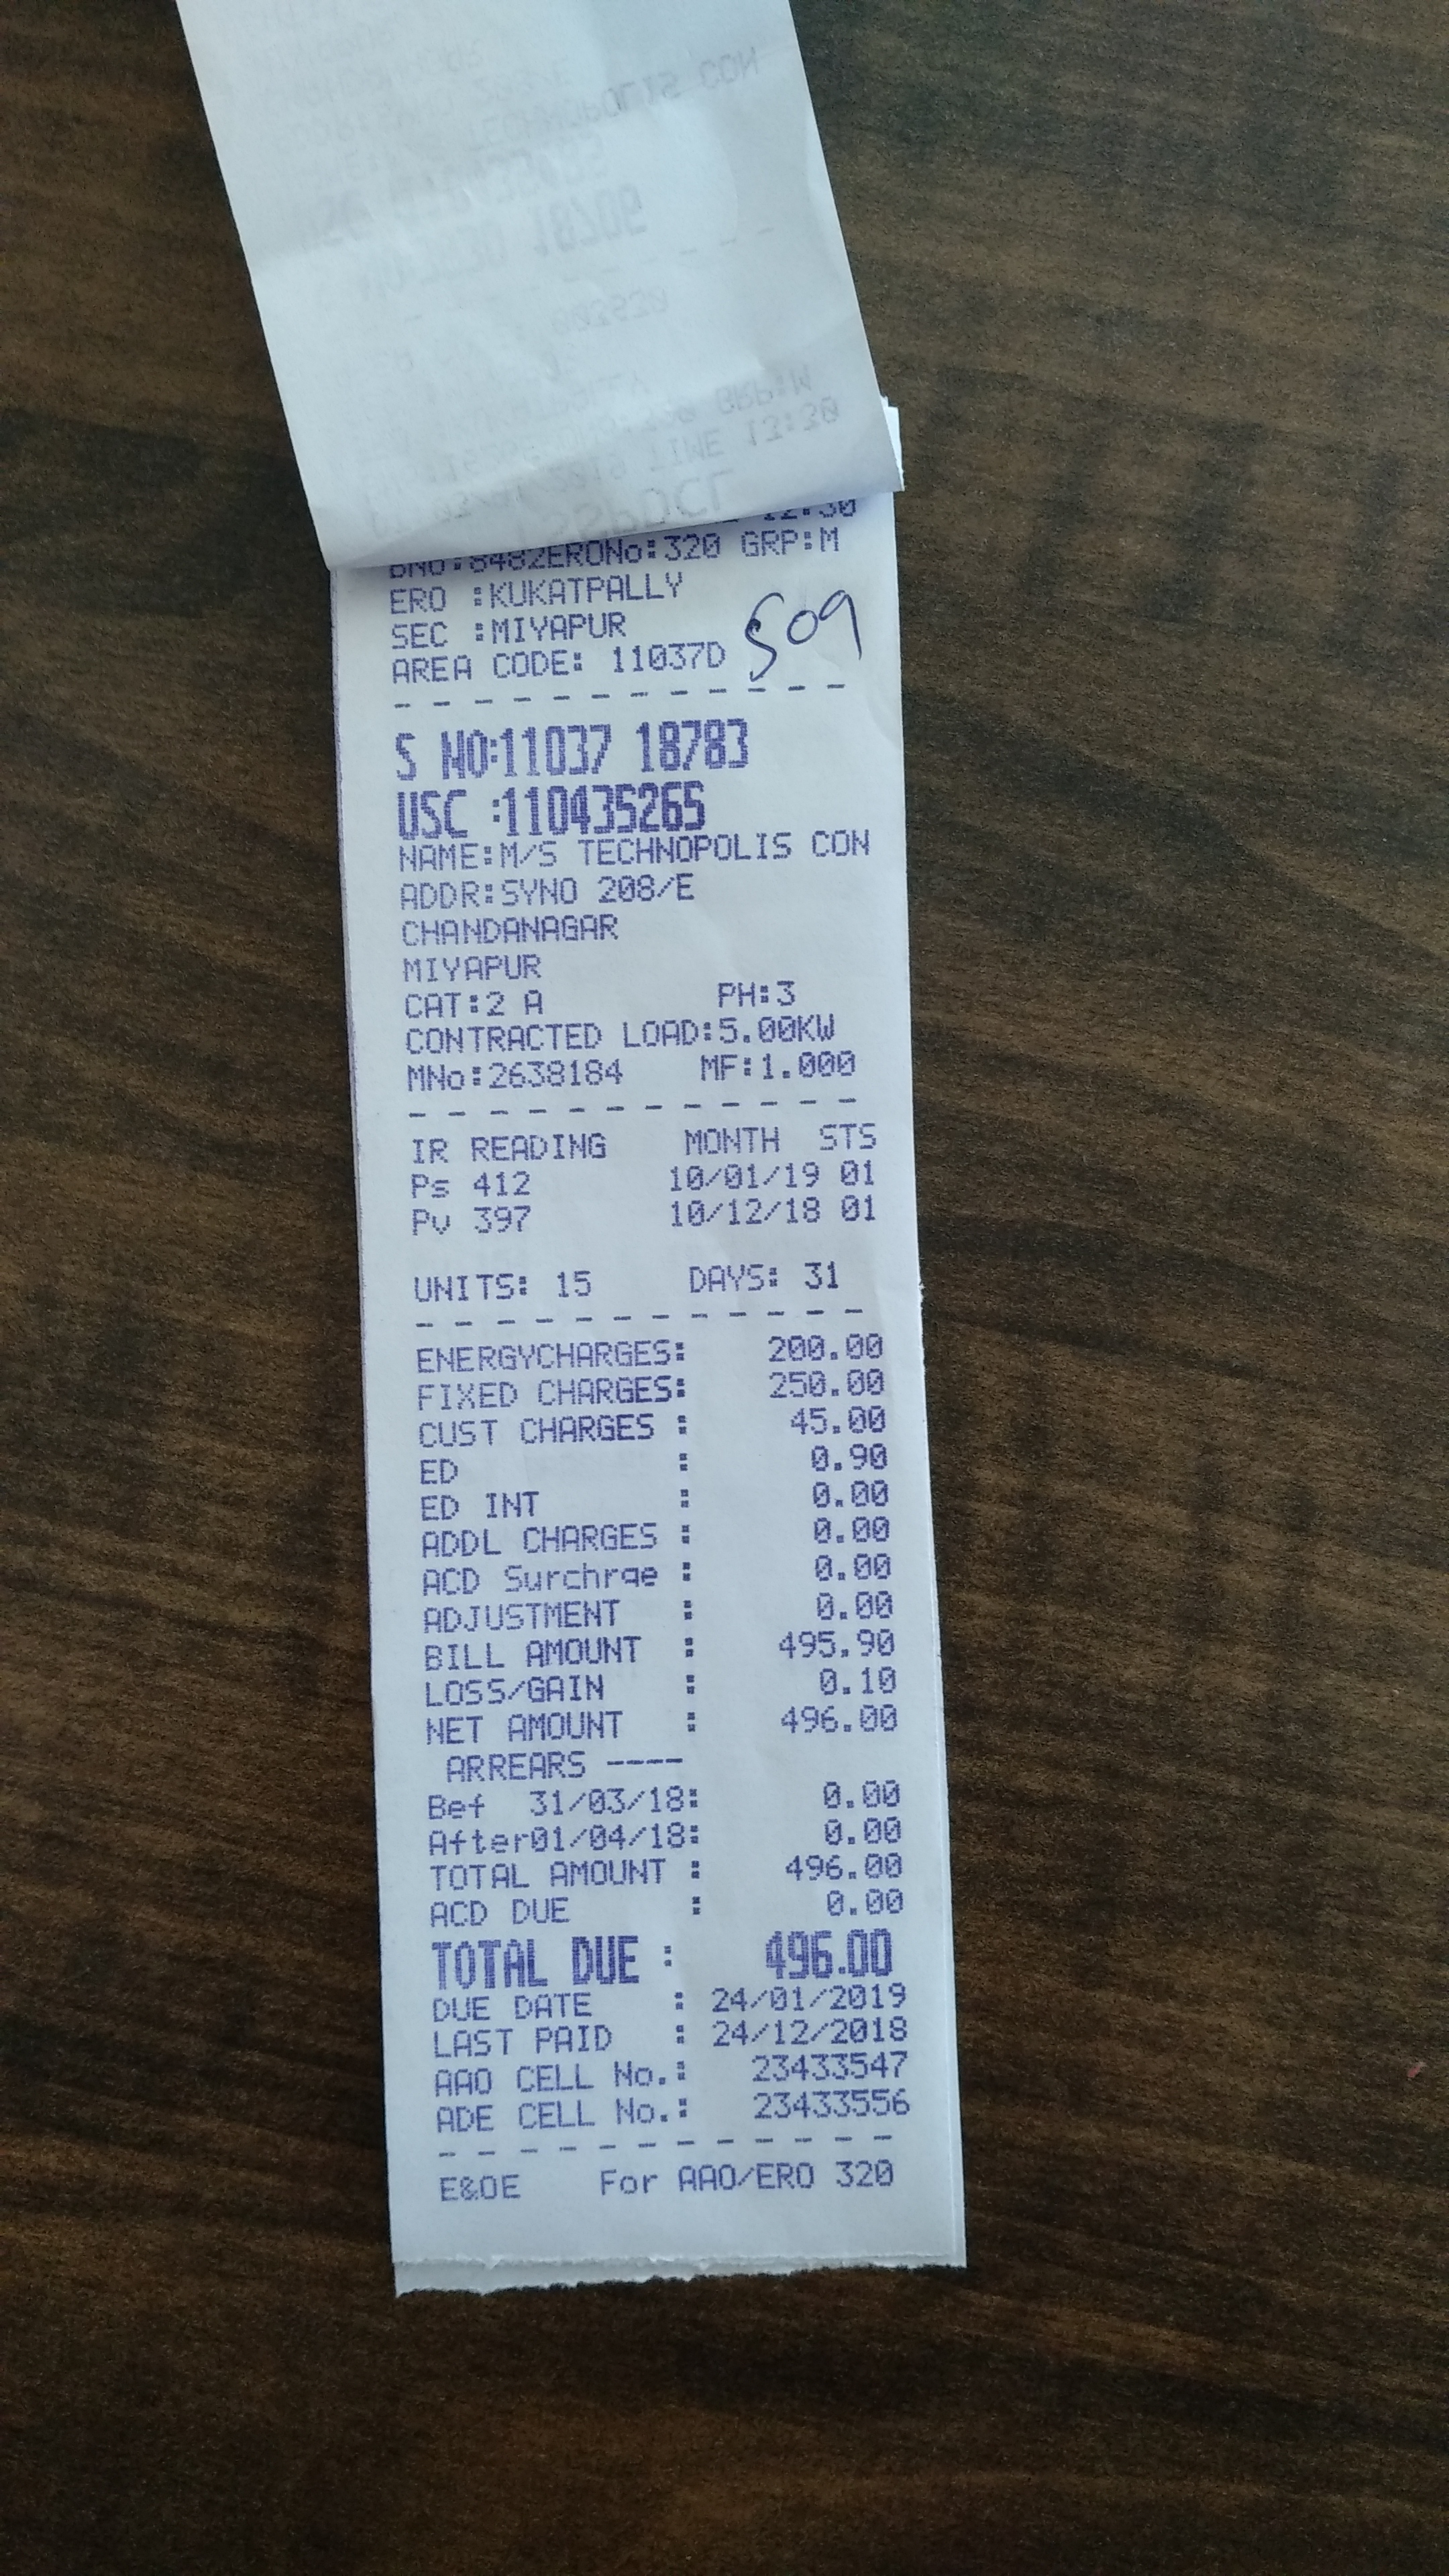 12:30
BNO:8482ERONo:320 GRP:M
ERO :KUKATPALLY
SEC :MIYAPUR
509
AREA CODE: 11037D
- - - - - - - - - - - -
S NO:11037 18783
USC :110435265
NAME:M/S TECHNOPOLIS CON
ADDR:SYNO 208/E
CHANDANAGAR
MIYAPUR
CAT:2 A PH:3
CONTRACTED LOAD:5.00KW
MNo:2638184 MF:1.000
- - - - - - - - - - - -
IR READING MONTH STS
Ps 412 10/01/19 01
Pv 397 10/12/18 01
UNITS: 15 DAYS: 31
- - - - - - - - - - - -
ENERGYCHARGES: 200.00
FIXED CHARGES: 250.00
CUST CHARGES : 45.00
ED : 0.90
ED INT : 0.00
ADDL CHARGES : 0.00
ACD Surchrge : 0.00
ADJUSTMENT : 0.00
BILL AMOUNT : 495.90
LOSS/GAIN : 0.10
NET AMOUNT : 496.00
ARREARS ----
Bef 31/03/18: 0.00
After01/04/18: 0.00
TOTAL AMOUNT : 496.00
ACD DUE : 0.00
TOTAL DUE : 496.00
DUE DATE : 24/01/2019
LAST PAID : 24/12/2018
AAO CELL No.: 23433547
ADE CELL No.: 23433556
- - - - - - - - - - - -
E&OE For AAO/ERO 320